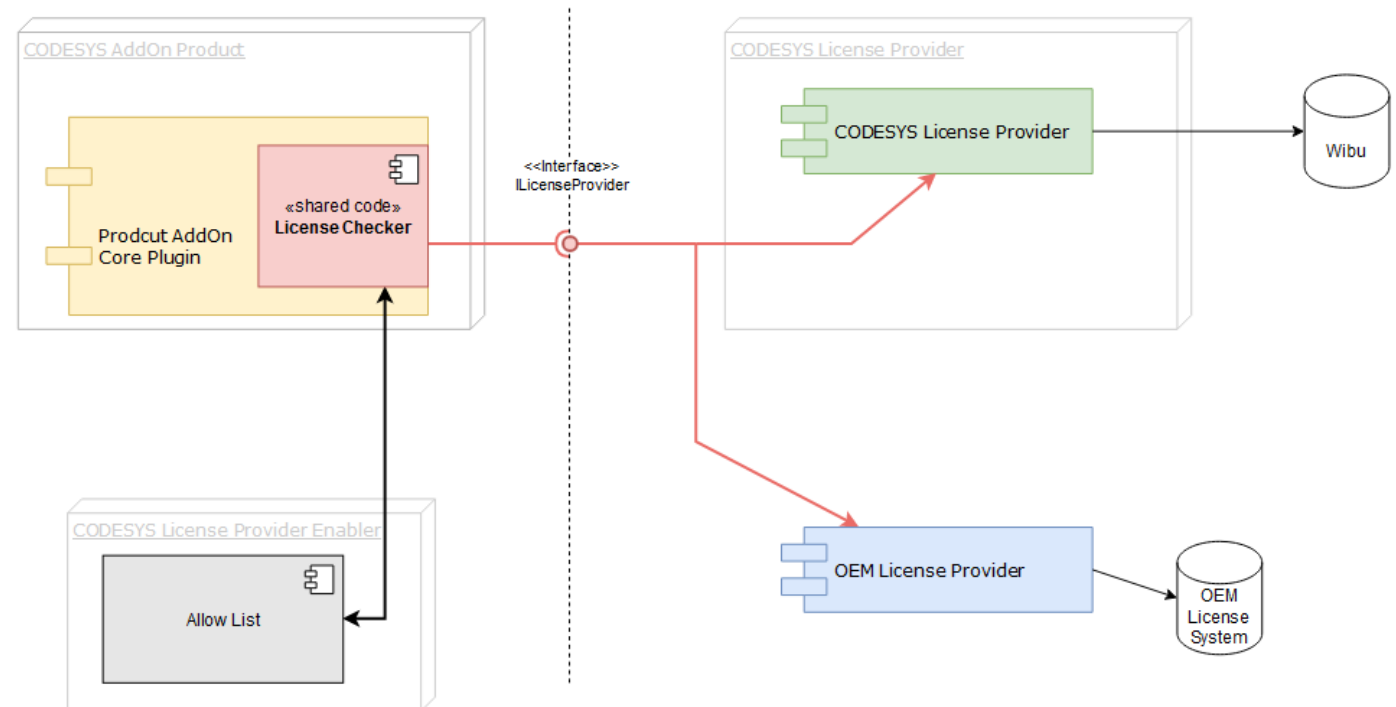 CODESYS AddOn Product
Prodcut AddOn
Core Plugin
«shared code»
License Checker
<<Interface>>
ILicenseProvider
CODESYS License Provider
CODESYS License Provider
Wibu
CODESYS License Provider Enabler
Allow List
OEM License Provider
OEM
License
System